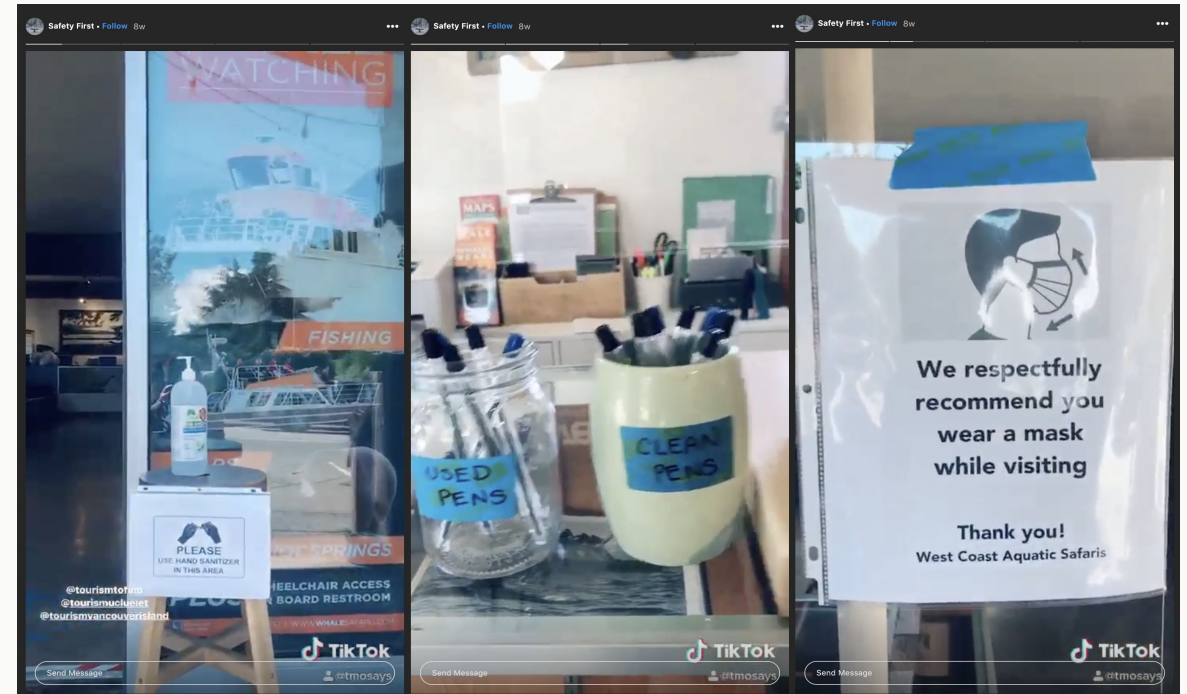 Safety First • Follow 8w
WATCHING
FISHING
SPRINGS
PLEASE
USE HAND SANITIZER
IN THIS AREA
WHEELCHAIR ACCESS
BOARD RESTROOM
@tourismtofino
@tourismucluelet
@tourismvancouverisland
TikTok
Send Message
@tmosays
Safety First • Follow 8w
MAPS
USED
PENS
CLEAN
PENS
TikTok
Send Message
@tmosays
Safety First • Follow 8w
We respectfully
recommend you
wear a mask
while visiting
Thank you!
West Coast Aquatic Safaris
TikTok
Send Message
@tmosays